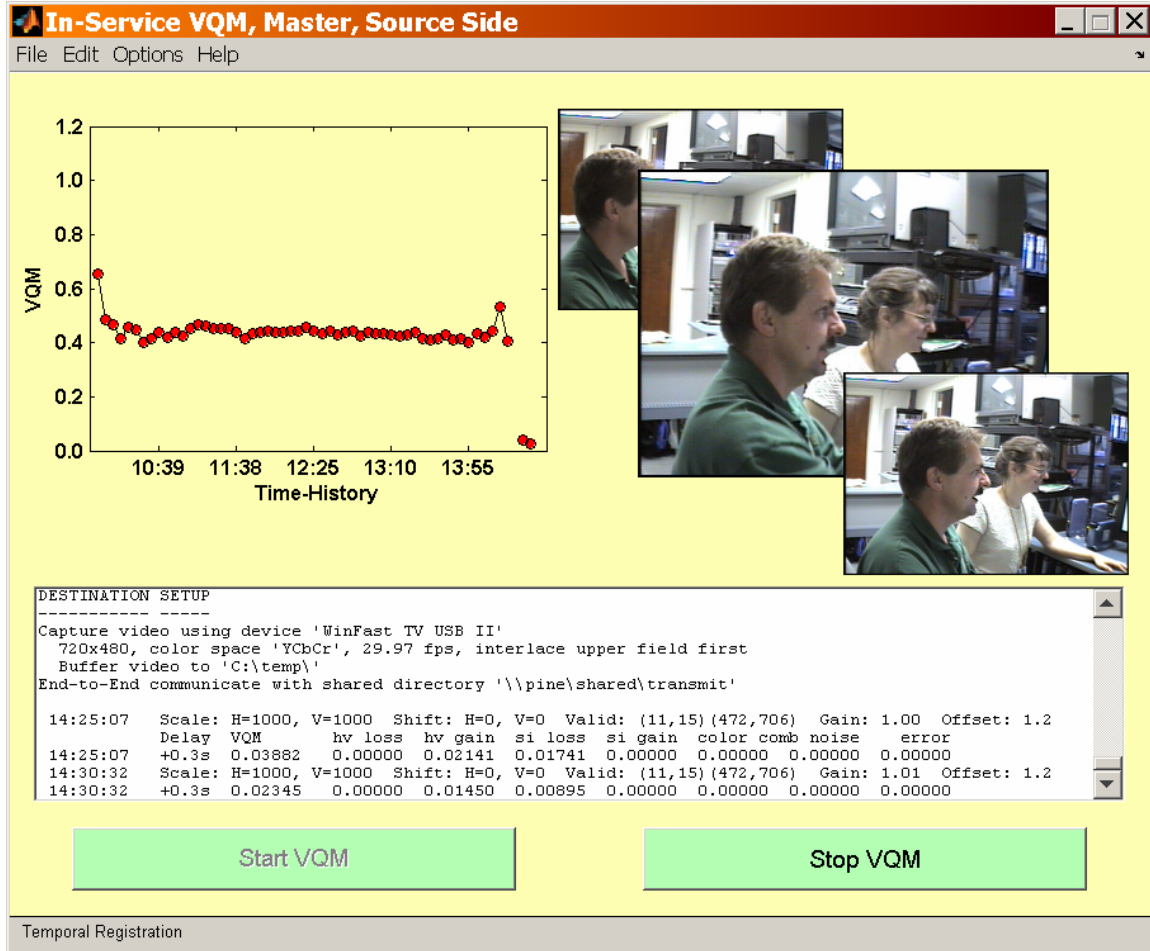 In-Service VQM, Master, Source Side
File Edit Options Help
1.2
1.0
0.8
0.6
0.4
0.2
0.0
VQM
10:39 11:38 12:25 13:10 13:55
Time-History
DESTINATION SETUP
----------- -----
Capture video using device 'WinFast TV USB II'
720x480, color space 'YCbCr', 29.97 fps, interlace upper field first
Buffer video to 'C:\temp\'
End-to-End communicate with shared directory '\\pine\shared\transmit'
14:25:07 Scale: H=1000, V=1000 Shift: H=0, V=0 Valid: (11,15)(472,706) Gain: 1.00 Offset: 1.2
Delay VQM hv loss hv gain si loss si gain color comb noise error
14:25:07 +0.3s 0.03882 0.00000 0.02141 0.01741 0.00000 0.00000 0.00000 0.00000
14:30:32 Scale: H=1000, V=1000 Shift: H=0, V=0 Valid: (11,15)(472,706) Gain: 1.01 Offset: 1.2
14:30:32 +0.3s 0.02345 0.00000 0.01450 0.00895 0.00000 0.00000 0.00000 0.00000
Start VQM
Stop VQM
Temporal Registration